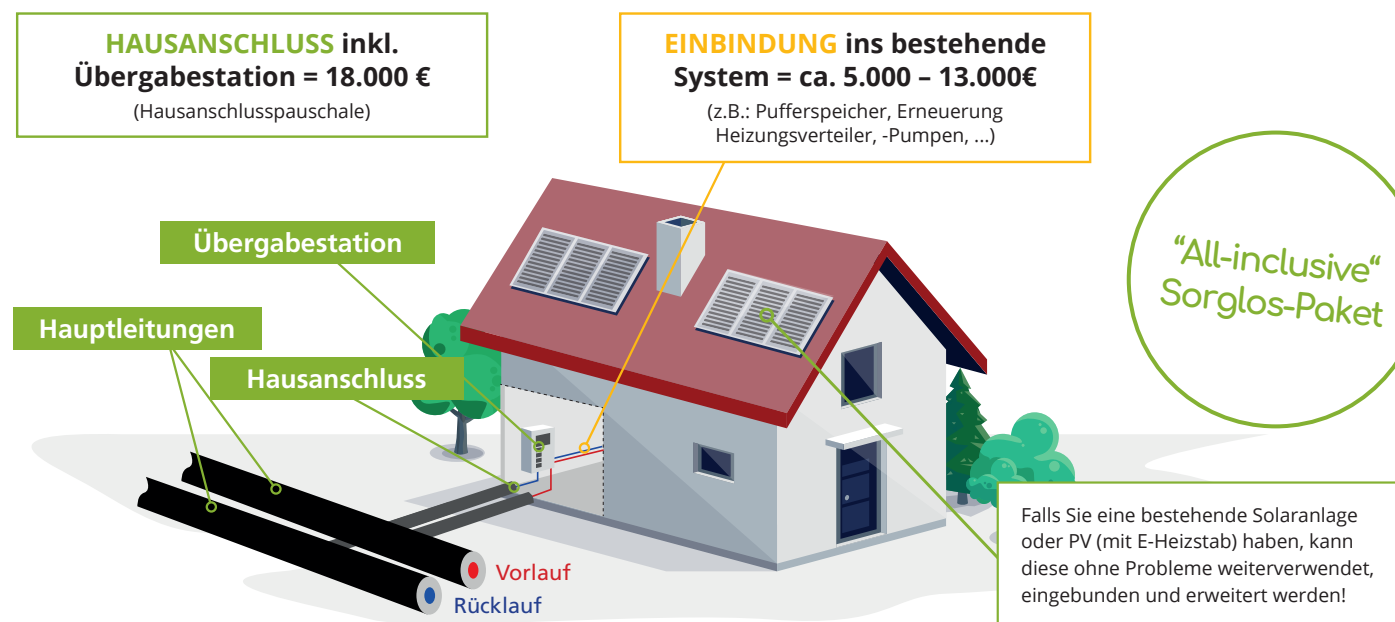 HAUSANSCHLUSS inkl.
Übergabestation = 18.000 €
(Hausanschlusspauschale)
EINBINDUNG ins bestehende
System = ca. 5.000 – 13.000€
(z.B.: Pufferspeicher, Erneuerung
Heizungsverteiler, -Pumpen, ...)
"All-inclusive“
Sorglos-Paket
Übergabestation
Hauptleitungen
Hausanschluss
Vorlauf
Rücklauf
Falls Sie eine bestehende Solaranlage
oder PV (mit E-Heizstab) haben, kann
diese ohne Probleme weiterverwendet,
eingebunden und erweitert werden!